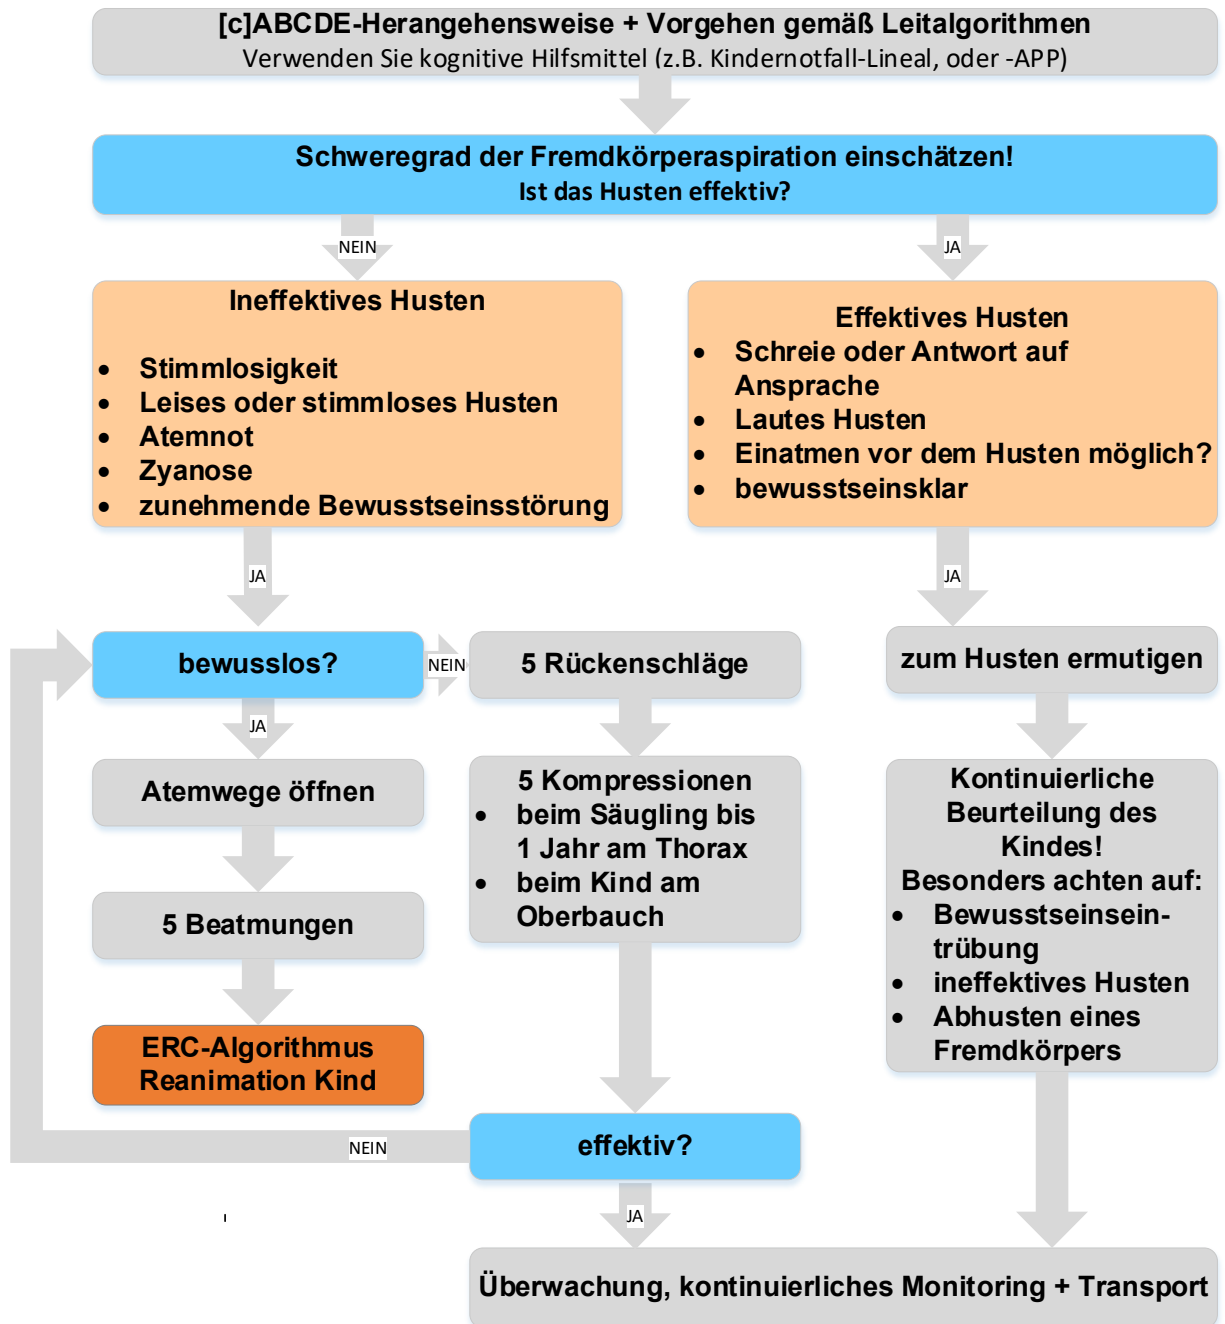 [c]ABCDE-Herangehensweise + Vorgehen gemäß Leitalgorithmen
Verwenden Sie kognitive Hilfsmittel (z.B. Kindernotfall-Lineal, oder -APP)
Schweregrad der Fremdkörperaspiration einschätzen!
Ist das Husten effektiv?
NEIN
JA
Ineffektives Husten
• Stimmlosigkeit
• Leises oder stimmloses Husten
• Atemnot
• Zyanose
• zunehmende Bewusstseinsstörung
Effektives Husten
• Schreie oder Antwort auf
Ansprache
• Lautes Husten
• Einatmen vor dem Husten möglich?
• bewusstseinsklar
JA
JA
bewusslos?
NEIN
5 Rückenschläge
zum Husten ermutigen
JA
Atemwege öffnen
5 Beatmungen
ERC-Algorithmus
Reanimation Kind
5 Kompressionen
• beim Säugling bis
1 Jahr am Thorax
• beim Kind am
Oberbauch
Kontinuierliche
Beurteilung des
Kindes!
Besonders achten auf:
• Bewusstseinsein-
trübung
• ineffektives Husten
• Abhusten eines
Fremdkörpers
effektiv?
NEIN
JA
Überwachung, kontinuierliches Monitoring + Transport